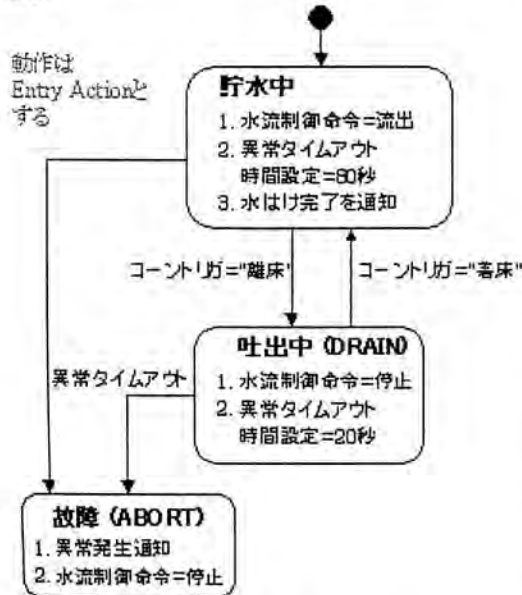 動作は
Entry Actionと
する
貯水中
1. 水流制御命令=流出
2. 異常タイムアウト
時間設定=80秒
3. 水はけ完了を通知
コーントリガ="離床"
コーントリガ="着床"
吐出中 (DRAIN)
1. 水流制御命令=停止
2. 異常タイムアウト
時間設定=20秒
異常タイムアウト
故障 (ABORT)
1. 異常発生通知
2. 水流制御命令=停止